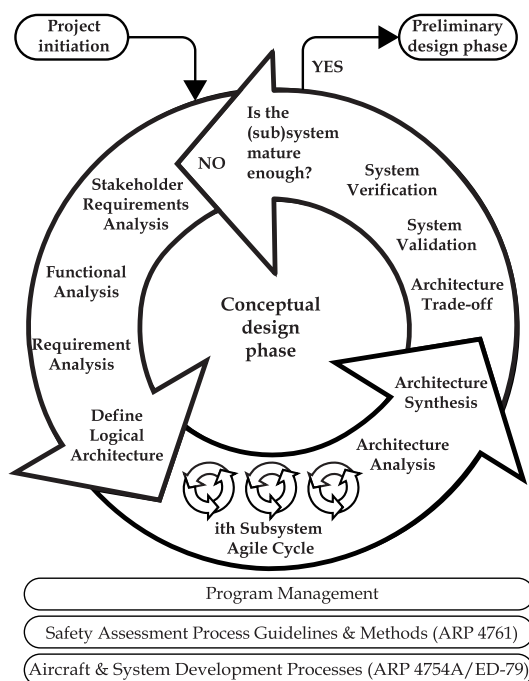 Project
initiation
Preliminary
design phase
YES
Is the
(sub)system
mature
enough?
NO
Stakeholder
Requirements
Analysis
Functional
Analysis
Requirement
Analysis
Define
Logical
Architecture
ith Subsystem
Agile Cycle
Architecture
Analysis
Architecture
Synthesis
Architecture
Trade-off
System
Validation
System
Verification
Conceptual
design
phase
Program Management
Safety Assessment Process Guidelines & Methods (ARP 4761)
Aircraft & System Development Processes (ARP 4754A/ED-79)